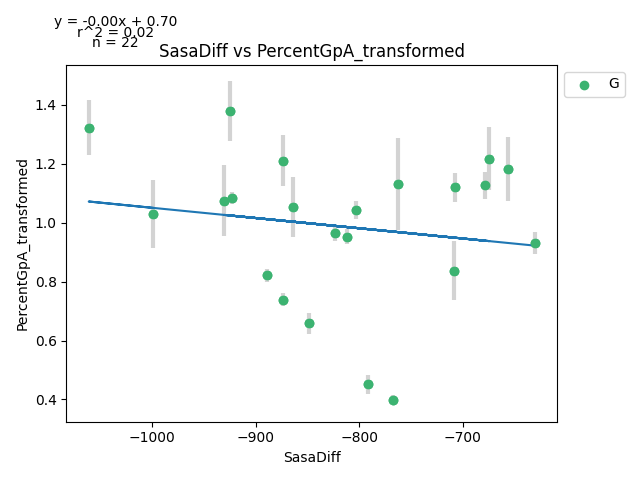 y = -0.00x + 0.70
r^2 = 0.02
n = 22
SasaDiff vs PercentGpA_transformed
G
1.4
1.2
1.0
0.8
0.6
0.4
PercentGpA_transformed
−1000
−900
−800
−700
SasaDiff